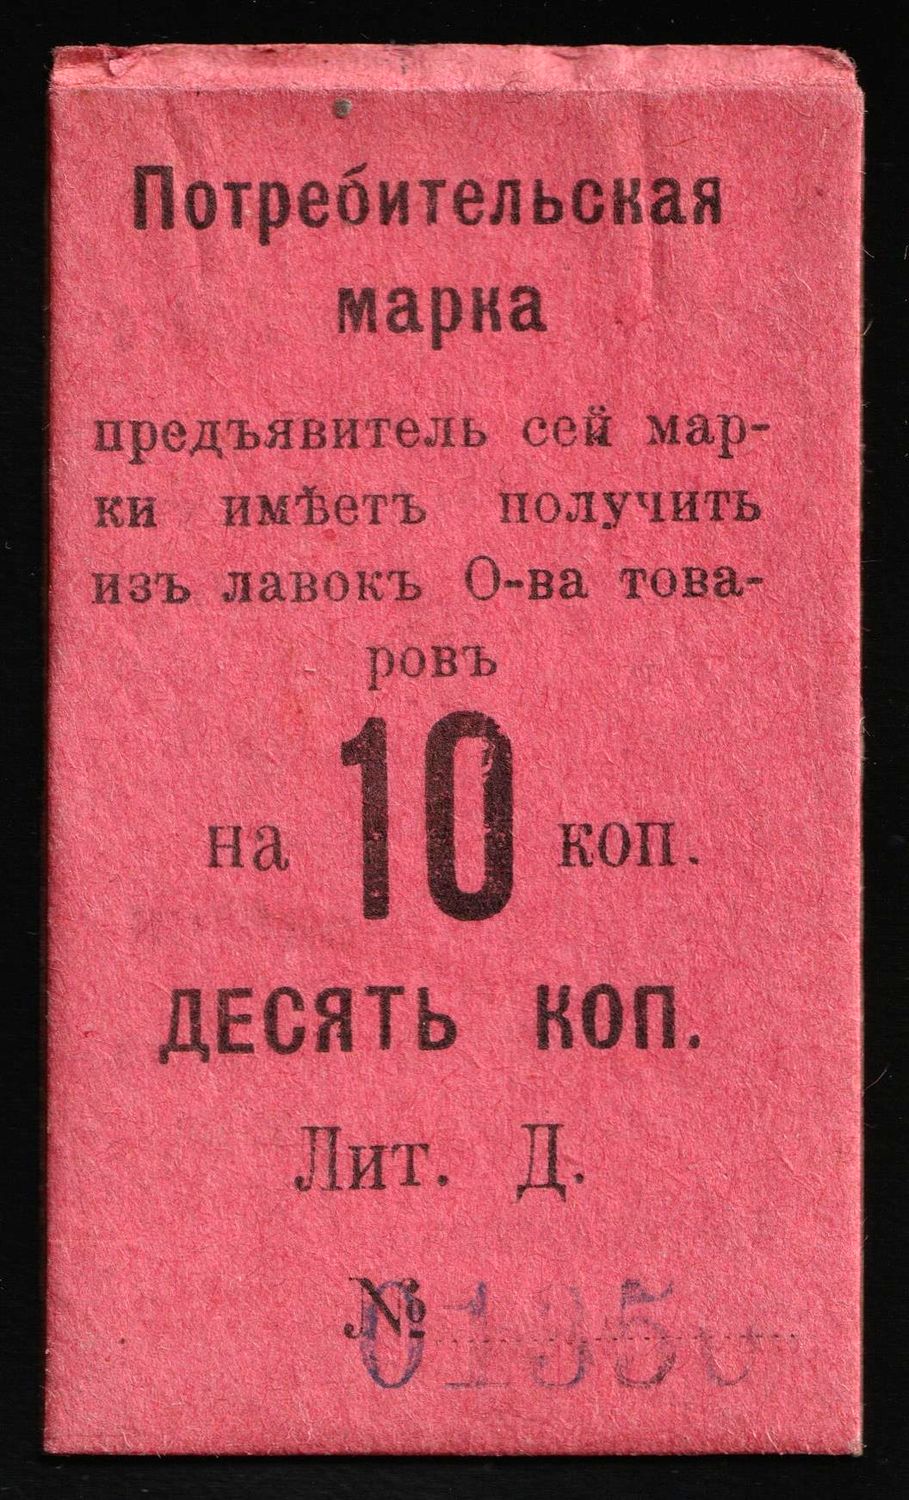 Потребительская
марка
предъявитель сей мар-
ки имѣетъ получить
изъ лавокъ О-ва това-
ровъ
на 10 коп.
ДЕСЯТЬ КОП.
Лит. Д.
№